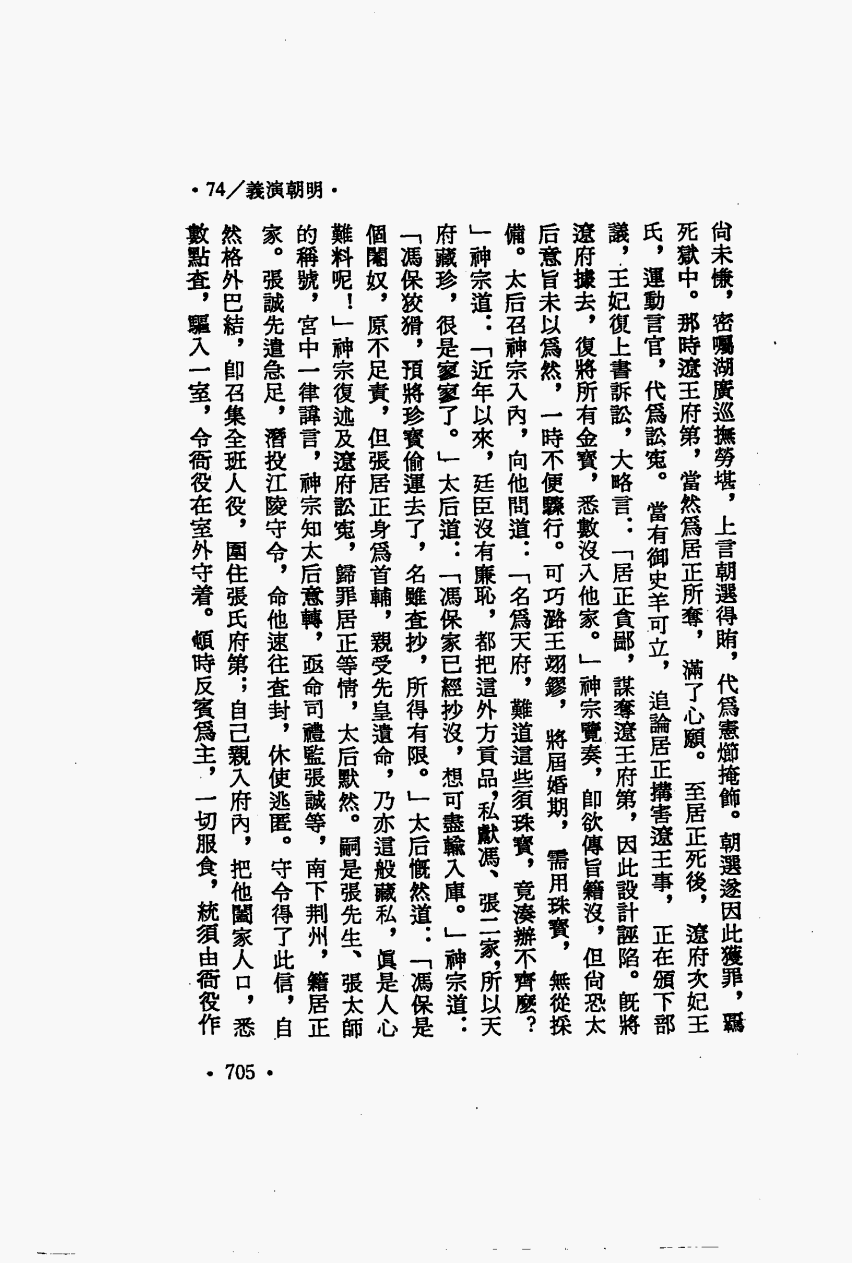 •74／義演朝明•
尙未慊，密囑湖廣巡撫勞堪，上言朝選得賄，代爲憲㸅掩飾。朝選遂因此獲罪，羈
死獄中。那時遼王府第，當然爲居正所奪，滿了心願。至居正死後，遼府次妃王
氏，運動言官，代爲訟寃。當有御史羊可立，追論居正搆害遼王事，正在頒下部
議，王妃復上書訴訟，大略言：「居正貪鄙，謀奪遼王府第，因此設計誣陷。旣將
遼府據去，復將所有金寶，悉數沒入他家。」神宗覽奏，卽欲傳旨籍沒，但尙恐太
后意旨未以爲然，一時不便驟行。可巧潞王翊鏐，將屆婚期，需用珠寶，無從採
備。太后召神宗入內，向他問道：「名爲天府，難道這些須珠寶，竟湊辦不齊麼？
」神宗道：「近年以來，廷臣沒有廉恥，都把這外方貢品，私獻馮、張二家，所以天
府藏珍，很是寥寥了。」太后道：「馮保家已經抄沒，想可盡輸入庫。」神宗道：
「馮保狡猾，預將珍寶偷運去了，名雖查抄，所得有限。」太后慨然道：「馮保是
個閹奴，原不足責，但張居正身爲首輔，親受先皇遺命，乃亦這般藏私，眞是人心
難料呢！」神宗復述及遼府訟寃，歸罪居正等情，太后默然。嗣是張先生、張太師
的稱號，宮中一律諱言，神宗知太后意轉，亟命司禮監張誠等，南下荆州，籍居正
家。張誠先遣急足，潛投江陵守令，命他速往查封，休使逃匿。守令得了此信，自
然格外巴結，卽召集全班人役，圍住張氏府第；自己親入府內，把他闔家人口，悉
數點查，驅入一室，令衙役在室外守着。頓時反賓爲主，一切服食，統須由衙役作
•705•